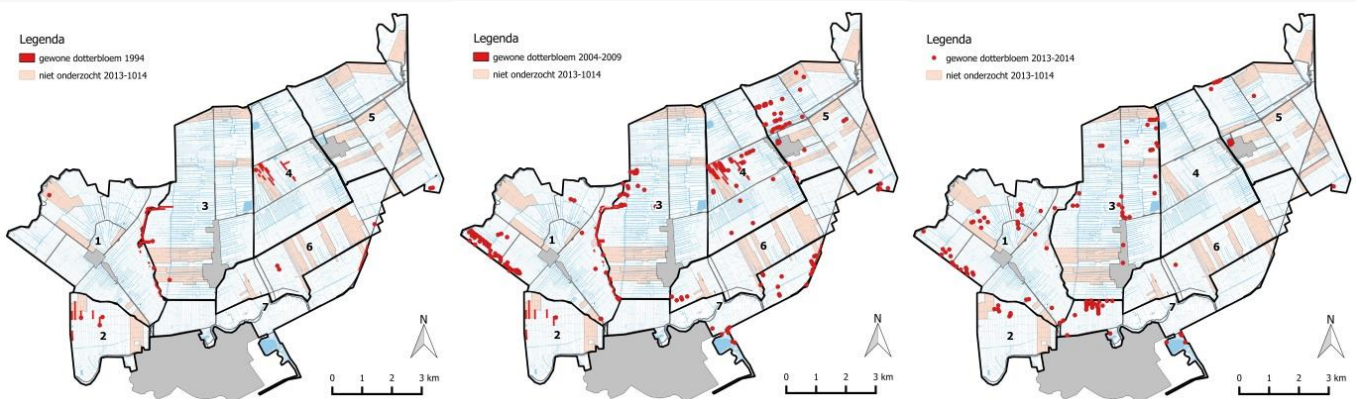 Legenda
gewone dotterbloem 1994
niet onderzocht 2013-1014
5
4
3
1
6
7
2
N
0 1 2 3 km
Legenda
gewone dotterbloem 2004-2009
niet onderzocht 2013-1014
5
4
3
1
6
7
2
N
0 1 2 3 km
Legenda
gewone dotterbloem 2013-2014
niet onderzocht 2013-1014
5
4
3
1
6
7
2
N
0 1 2 3 km